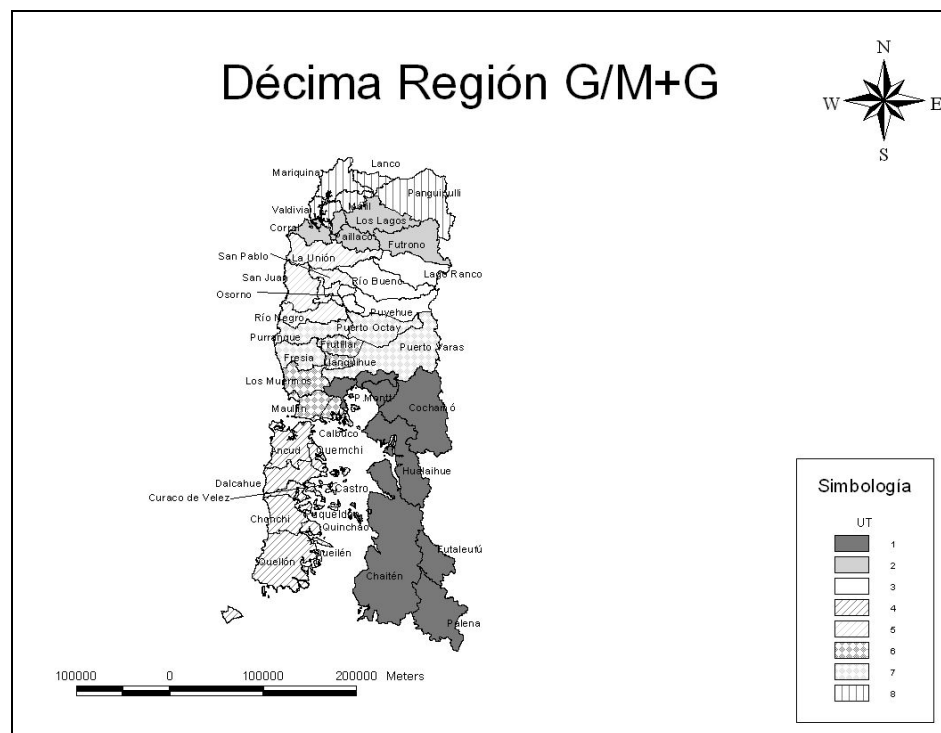 Décima Región G/M+G
N
W E
S
Lanco
Mariquina
Panguipulli
Máfil
Valdivia
Los Lagos
Corral
Paillaco
Futrono
San Pablo
La Unión
Lago Ranco
San Juan
Río Bueno
Osorno
Puyehue
Río Negro
Puerto Octay
Purranque
Frutillar
Puerto Varas
Fresia
Llanquihue
Los Muermos
P.Montt
Cochamó
Maullín
Calbuco
Ancud
Quemchi
Hualaihue
Dalcahue
Castro
Curaco de Velez
Chonchi
Puqueldón
Quinchao
Queilén
Futaleufú
Quellón
Chaitén
Palena
100000 0 100000 200000 Meters
Simbología
UT
1
2
3
4
5
6
7
8